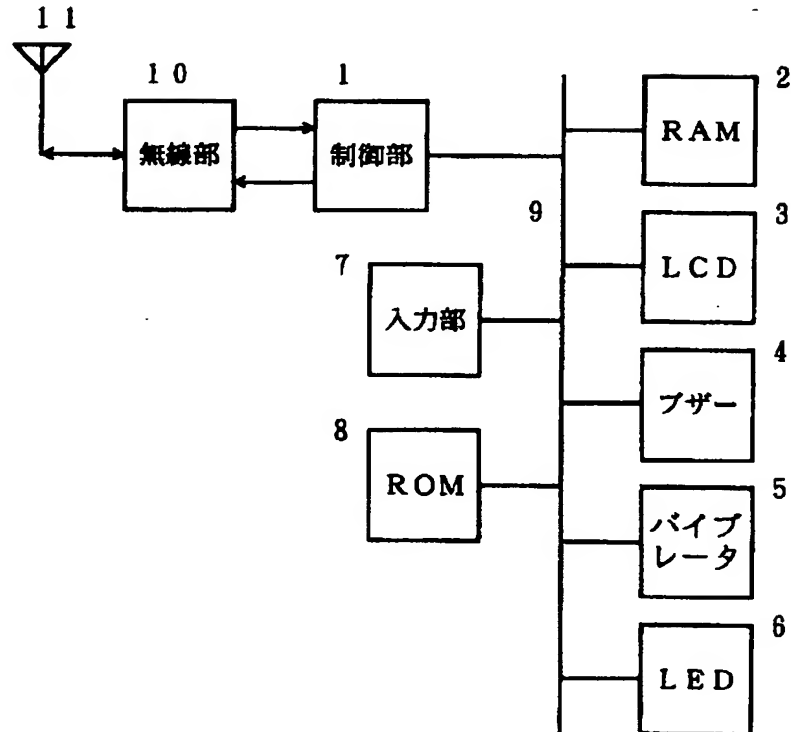 １１
１０
無線部
１
制御部
２
RAM
９
３
LCD
７
入力部
４
ブザー
８
ROM
５
バイブ
レータ
６
LED